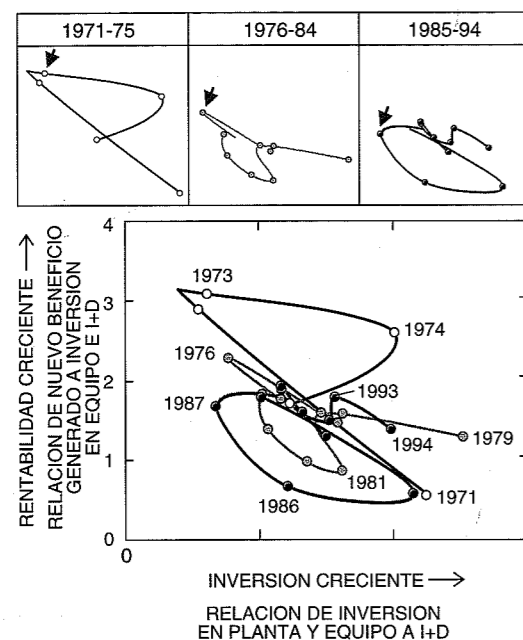 1971-75
1976-84
1985-94
RENTABILIDAD CRECIENTE
RELACION DE NUEVO BENEFICIO
GENERADO A INVERSION
EN EQUIPO E I+D
4
3
2
1
0
0
1973
1974
1976
1993
1987
1994
1979
1981
1971
1986
INVERSION CRECIENTE
RELACION DE INVERSION
EN PLANTA Y EQUIPO A I+D